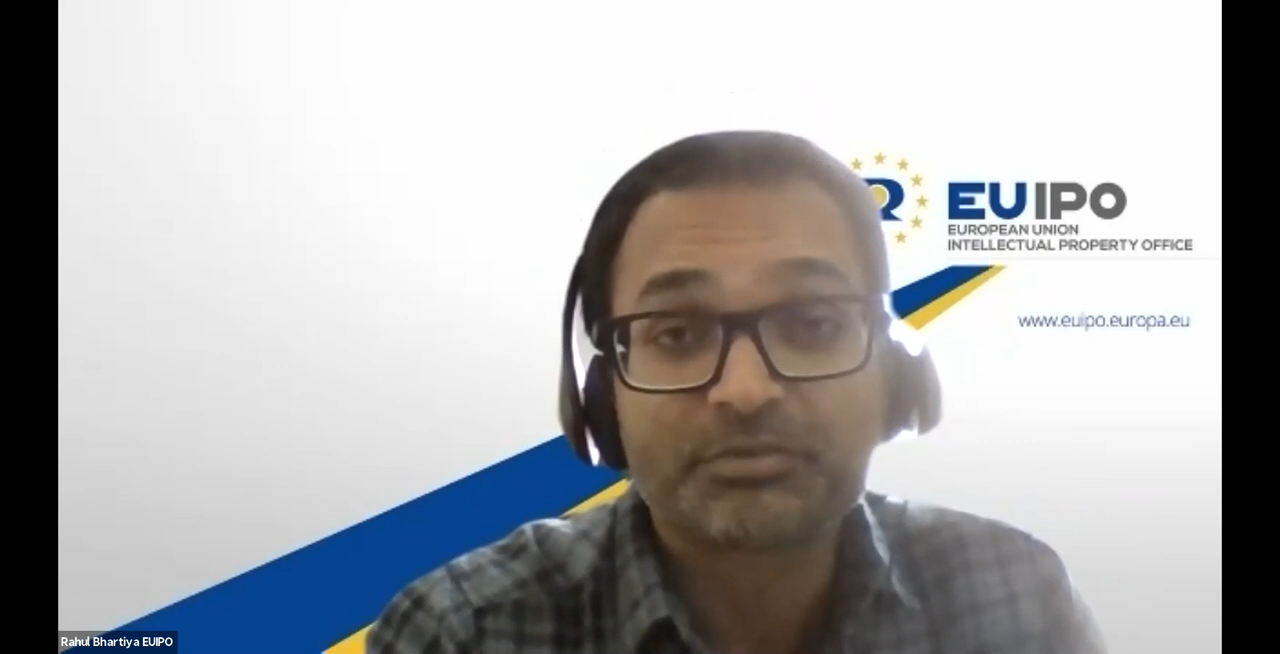 EUIPO
EUROPEAN UNION
INTELLECTUAL PROPERTY OFFICE
www.euipo.europa.eu
Rahul Bhartiya EUIPO